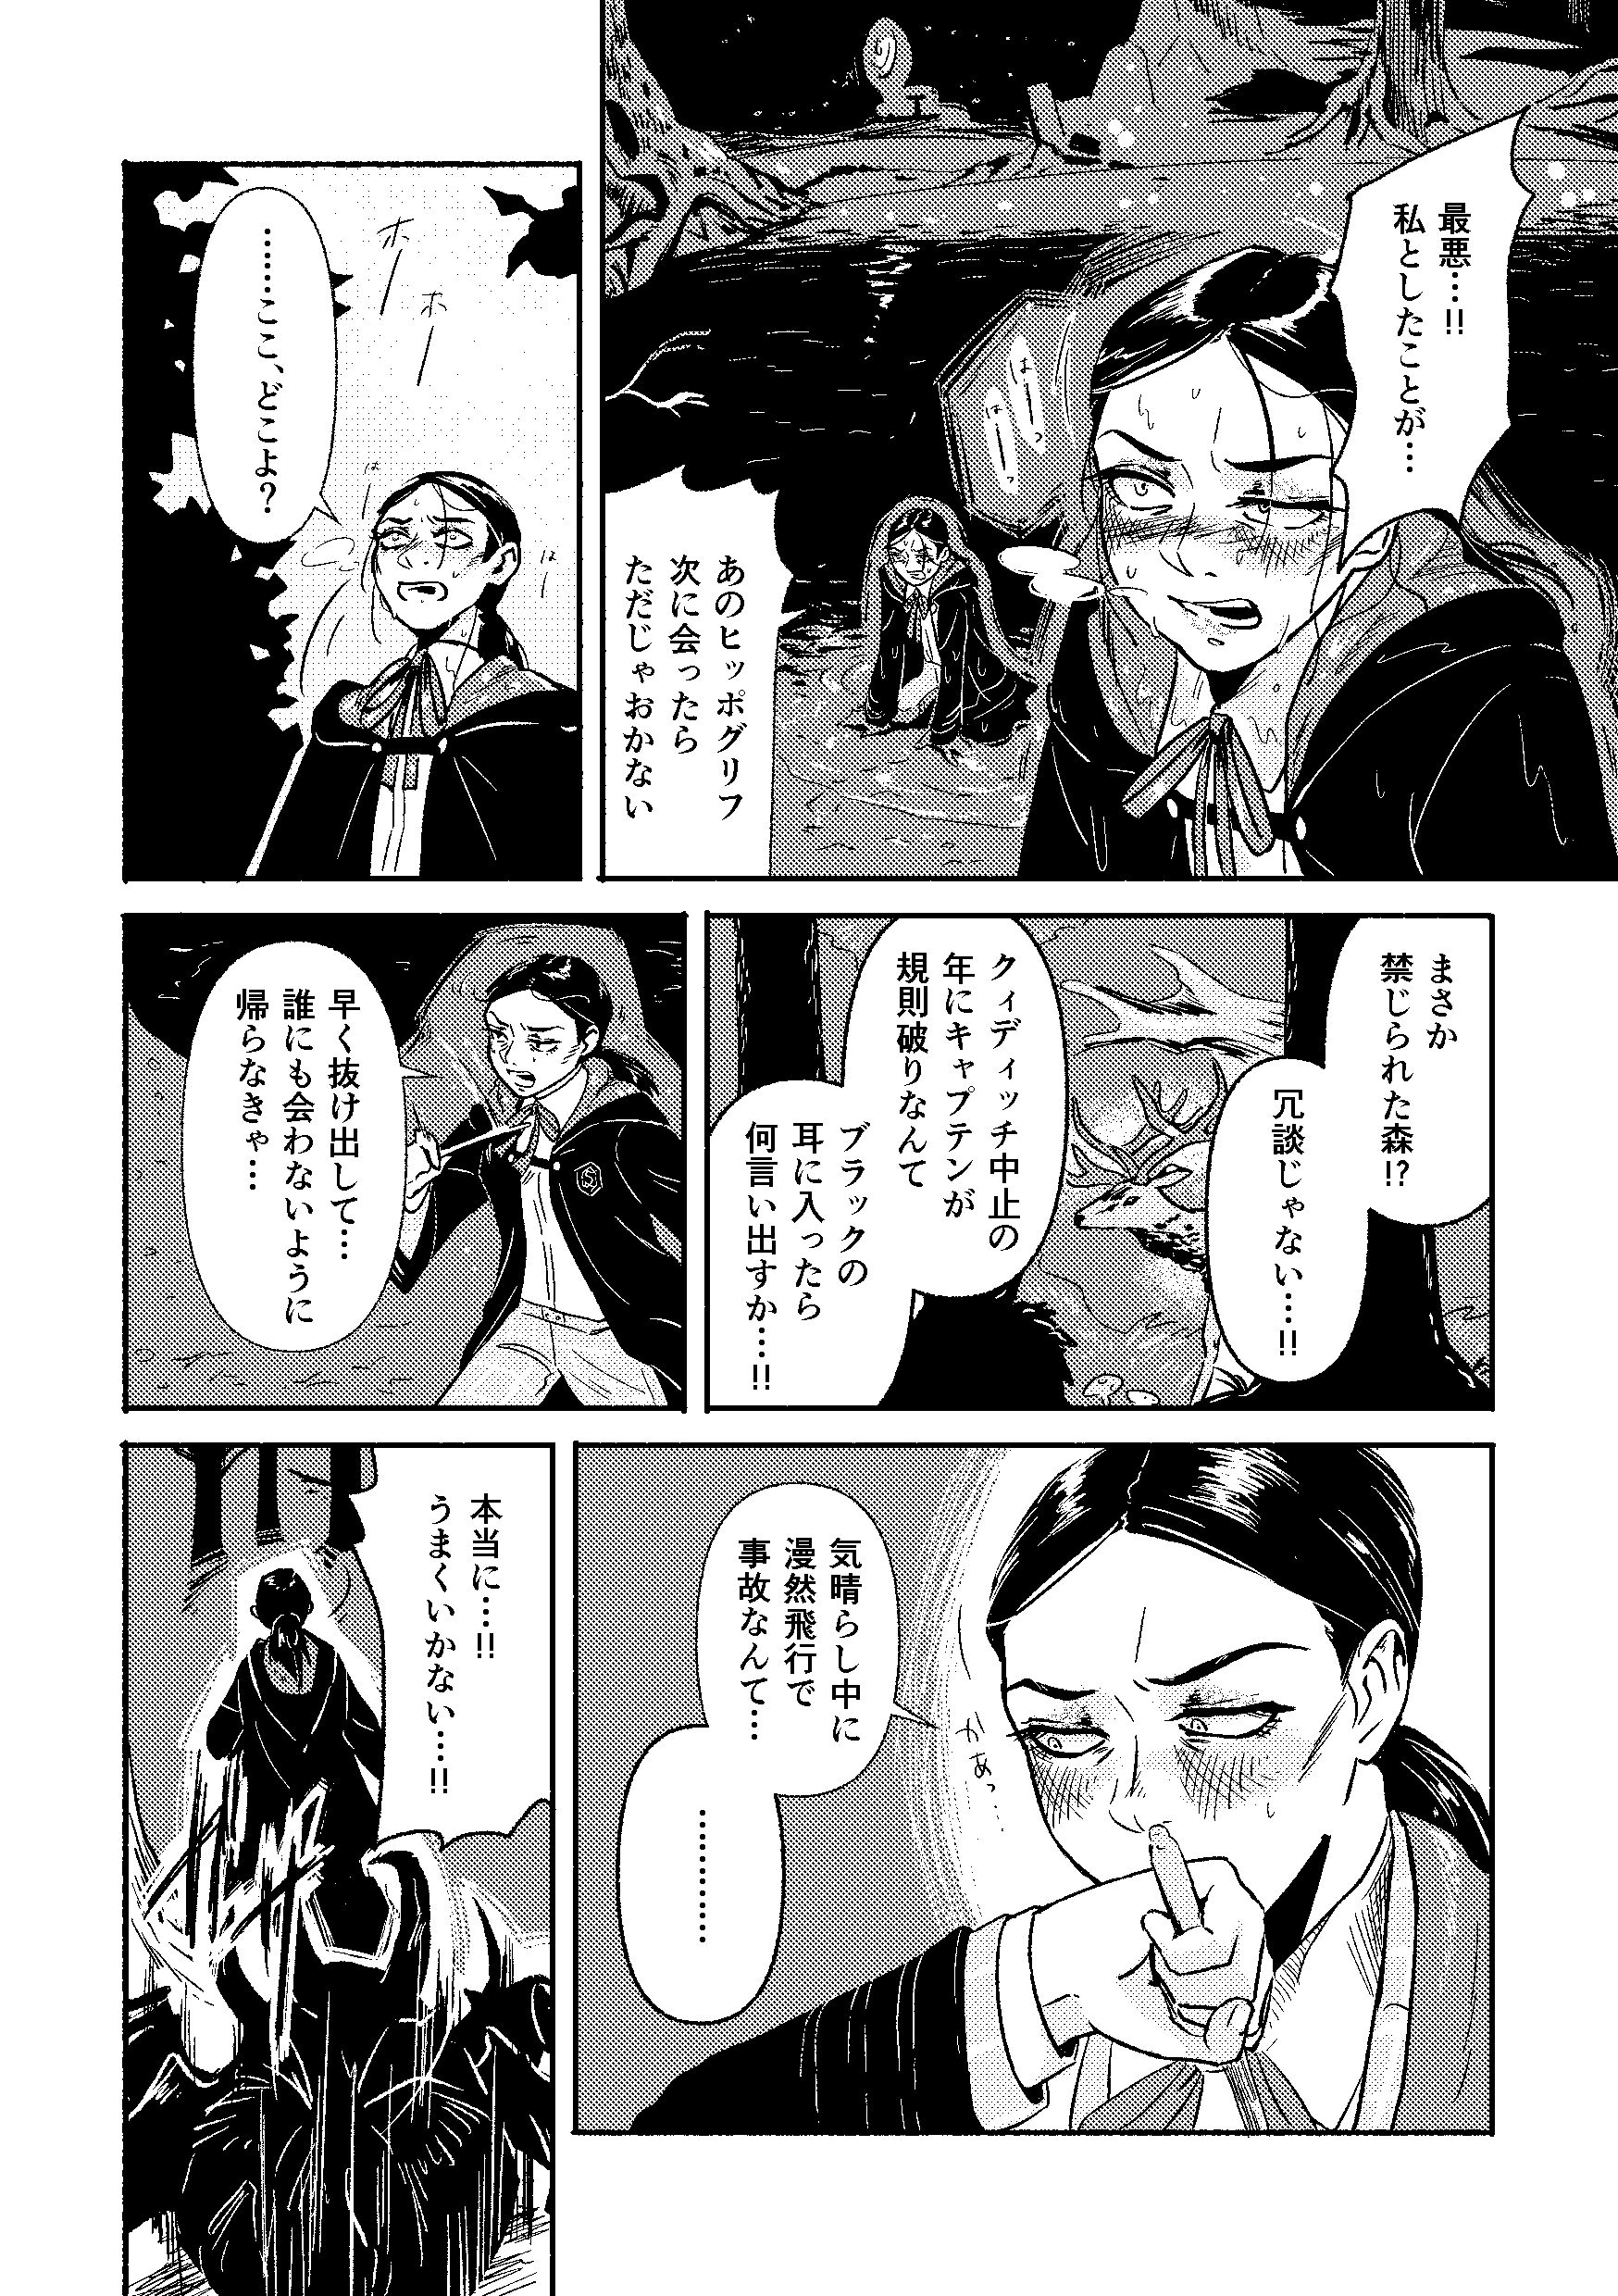 最悪…!!
私としたことが…
はーっ
はーっ
あのヒッポグリフ
次に会ったら
ただじゃおかない
ホー
ホー
……ここ、どこよ?
は
はー
まさか
禁じられた森!?
冗談じゃない…!!
クィディッチ中止の
年にキャプテンが
規則破りなんて
ブラックの
耳に入ったら
何言い出すか…!!
早く抜け出して…
誰にも会わないように
帰らなきゃ…
気晴らし中に
漫然飛行で
事故なんて…
かあっ…
…………
本当に…!!
うまくいかない…!!